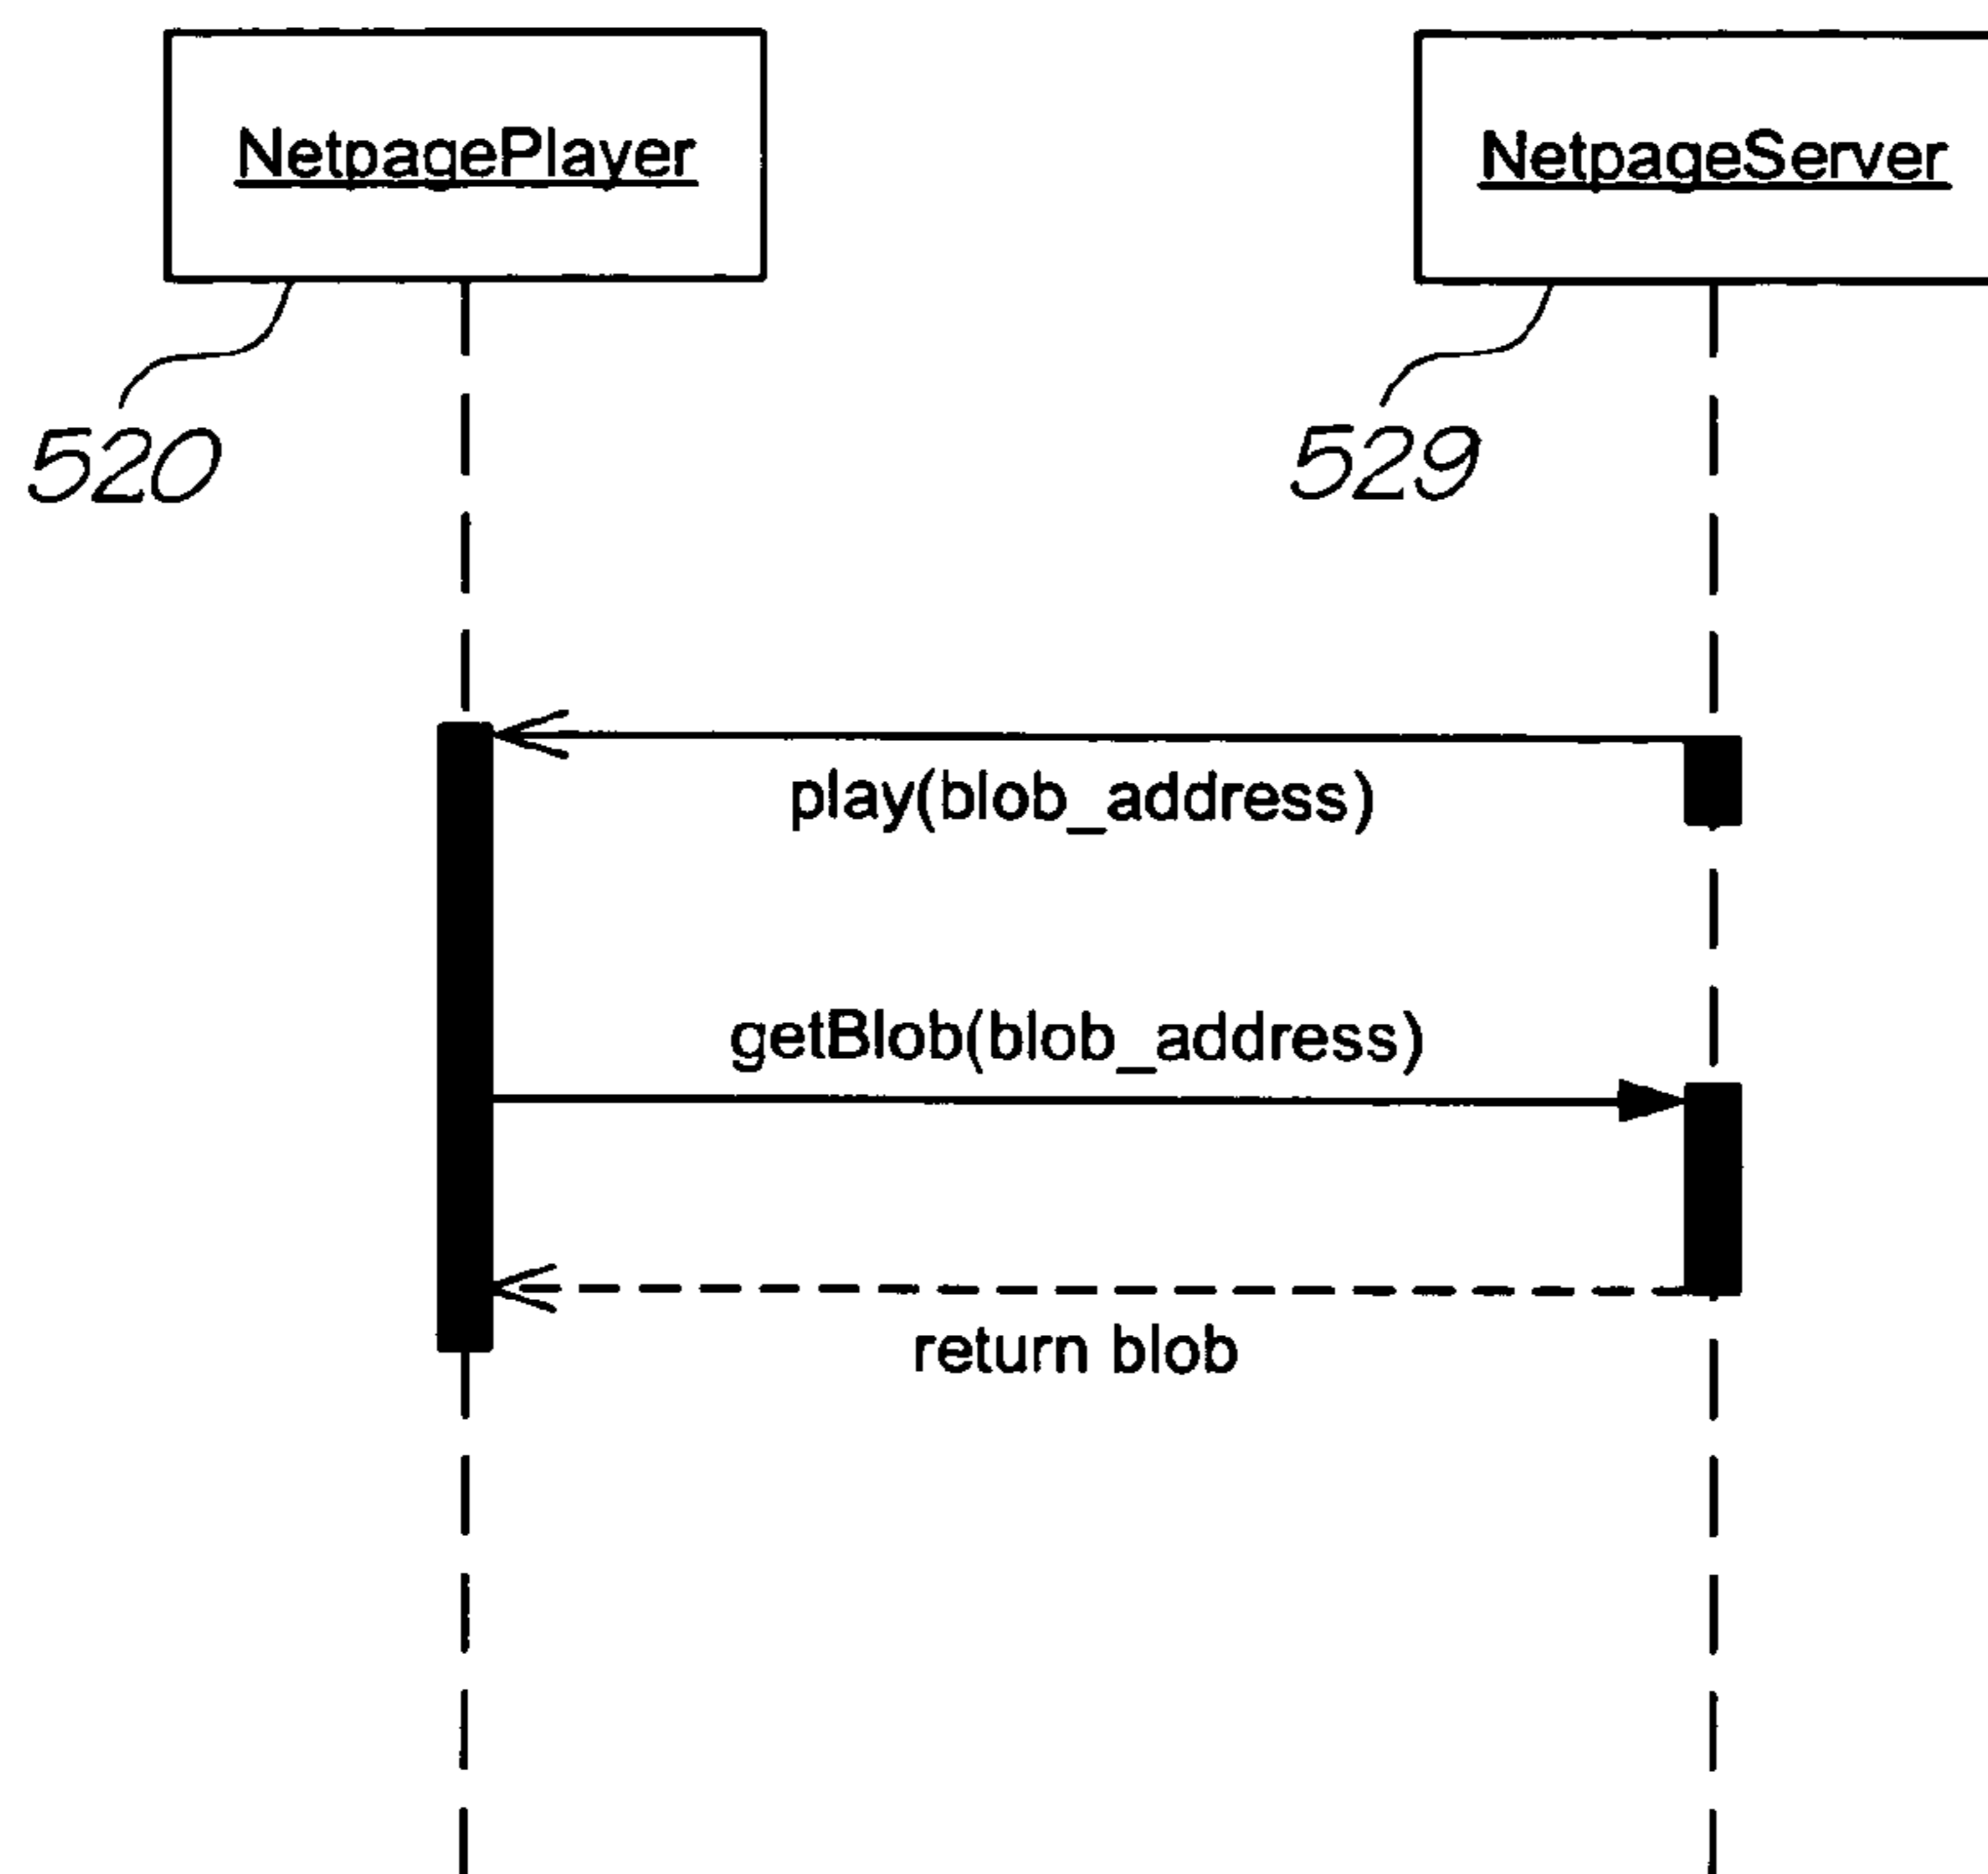 NetpagePlayer
NetpageServer
520
529
play(blob_address)
getBlob(blob_address)
return blob